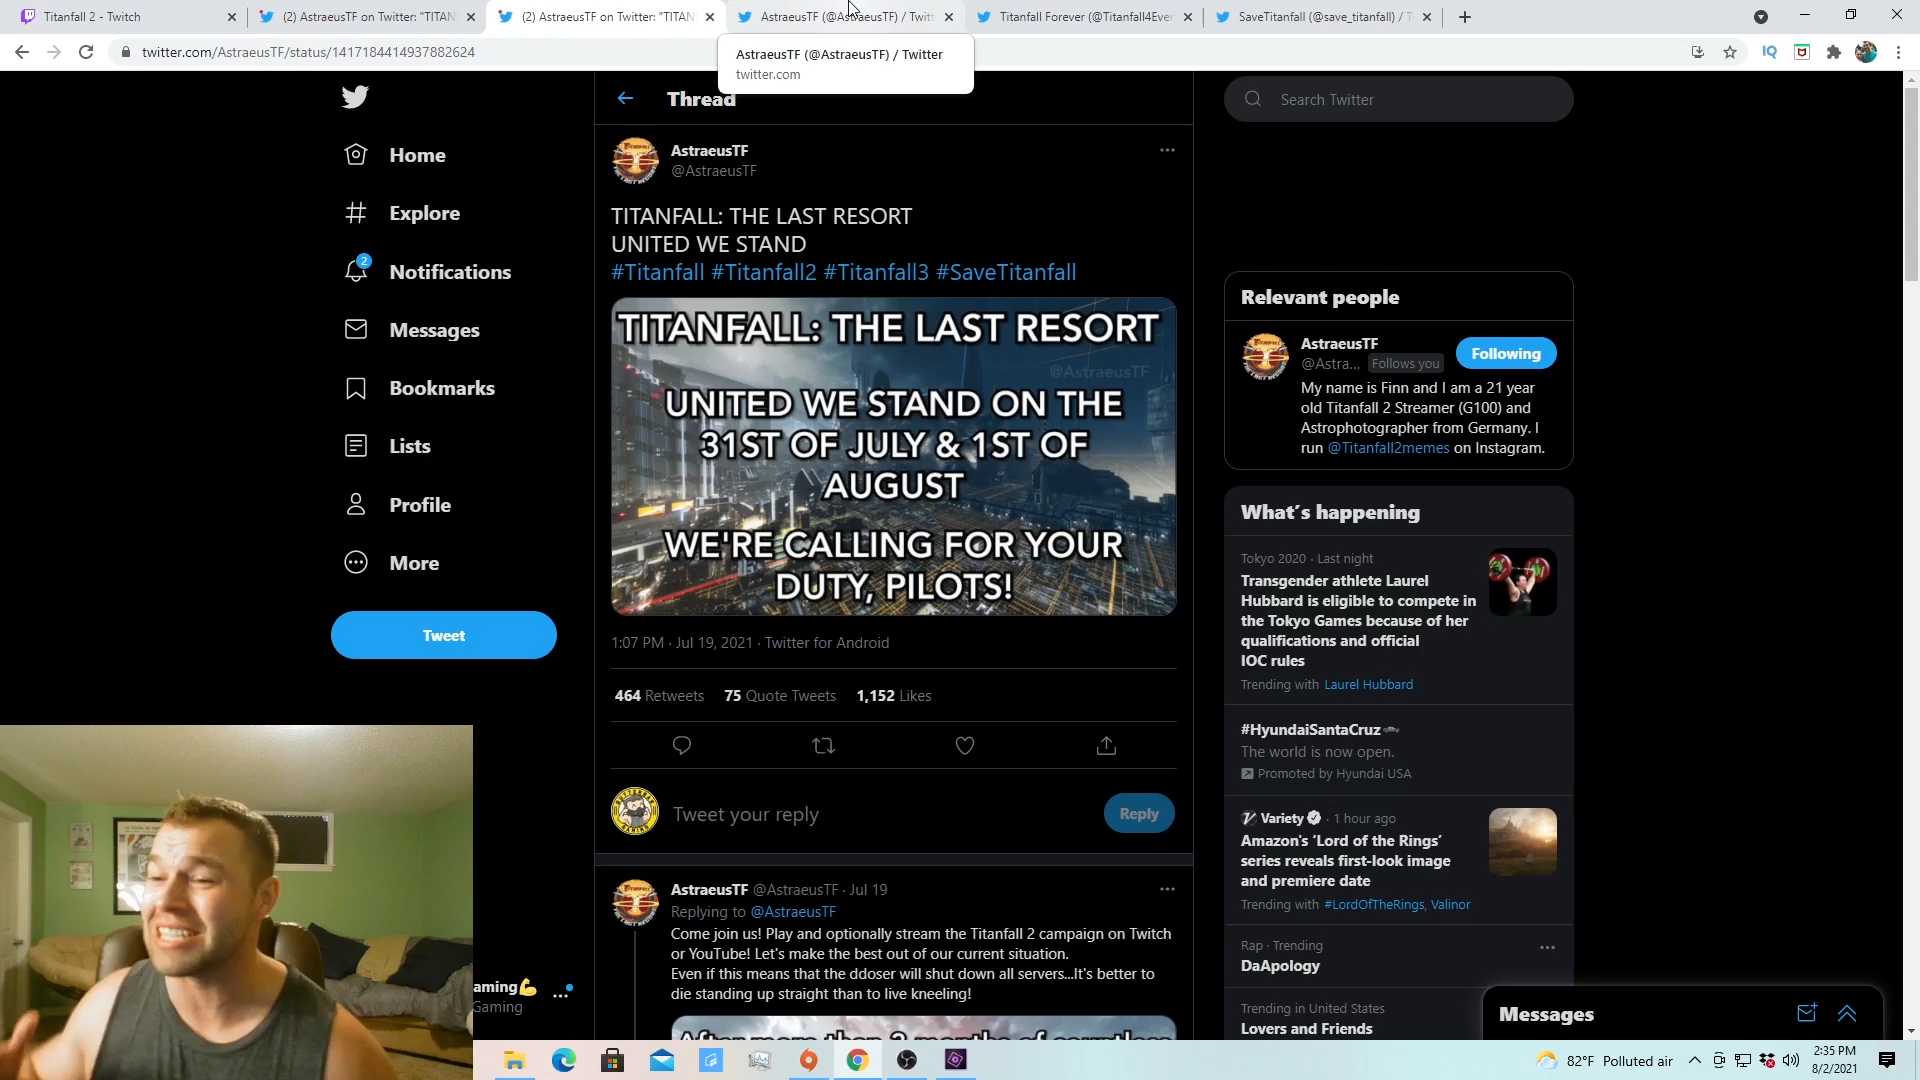 Titanfall 2 - Twitch
(2) AstraeusTF on Twitter: "TITAN
(2) AstraeusTF on Twitter: "TITAN
AstraeusTF (@AstraeusTF) / Twitt
Titanfall Forever (@Titanfall4Ever
SaveTitanfall (@save_titanfall) / T
twitter.com/AstraeusTF/status/1417184414937882624
AstraeusTF (@AstraeusTF) / Twitter
twitter.com
Home
Explore
2
Notifications
Messages
Bookmarks
Lists
Profile
More
Tweet
Thread
AstraeusTF
@AstraeusTF
TITANFALL: THE LAST RESORT
UNITED WE STAND
#Titanfall #Titanfall2 #Titanfall3 #SaveTitanfall
TITANFALL: THE LAST RESORT
@AstraeusTF
UNITED WE STAND ON THE
31ST OF JULY & 1ST OF
AUGUST
WE'RE CALLING FOR YOUR
DUTY, PILOTS!
1:07 PM · Jul 19, 2021 · Twitter for Android
464 Retweets 75 Quote Tweets 1,152 Likes
Tweet your reply
Reply
AstraeusTF @AstraeusTF · Jul 19
Replying to @AstraeusTF
Come join us! Play and optionally stream the Titanfall 2 campaign on Twitch
or YouTube! Let's make the best out of our current situation.
Even if this means that the ddoser will shut down all servers...It's better to
die standing up straight than to live kneeling!
After more than 3 months of countless
aming💪
Gaming
Search Twitter
Relevant people
AstraeusTF
@Astra... Follows you
Following
My name is Finn and I am a 21 year
old Titanfall 2 Streamer (G100) and
Astrophotographer from Germany. I
run @Titanfall2memes on Instagram.
What's happening
Tokyo 2020 · Last night
Transgender athlete Laurel
Hubbard is eligible to compete in
the Tokyo Games because of her
qualifications and official
IOC rules
Trending with Laurel Hubbard
#HyundaiSantaCruz
The world is now open.
Promoted by Hyundai USA
Variety · 1 hour ago
Amazon's 'Lord of the Rings'
series reveals first-look image
and premiere date
Trending with #LordOfTheRings, Valinor
Rap · Trending
DaApology
Trending in United States
Lovers and Friends
Messages
82°F Polluted air
2:35 PM
8/2/2021